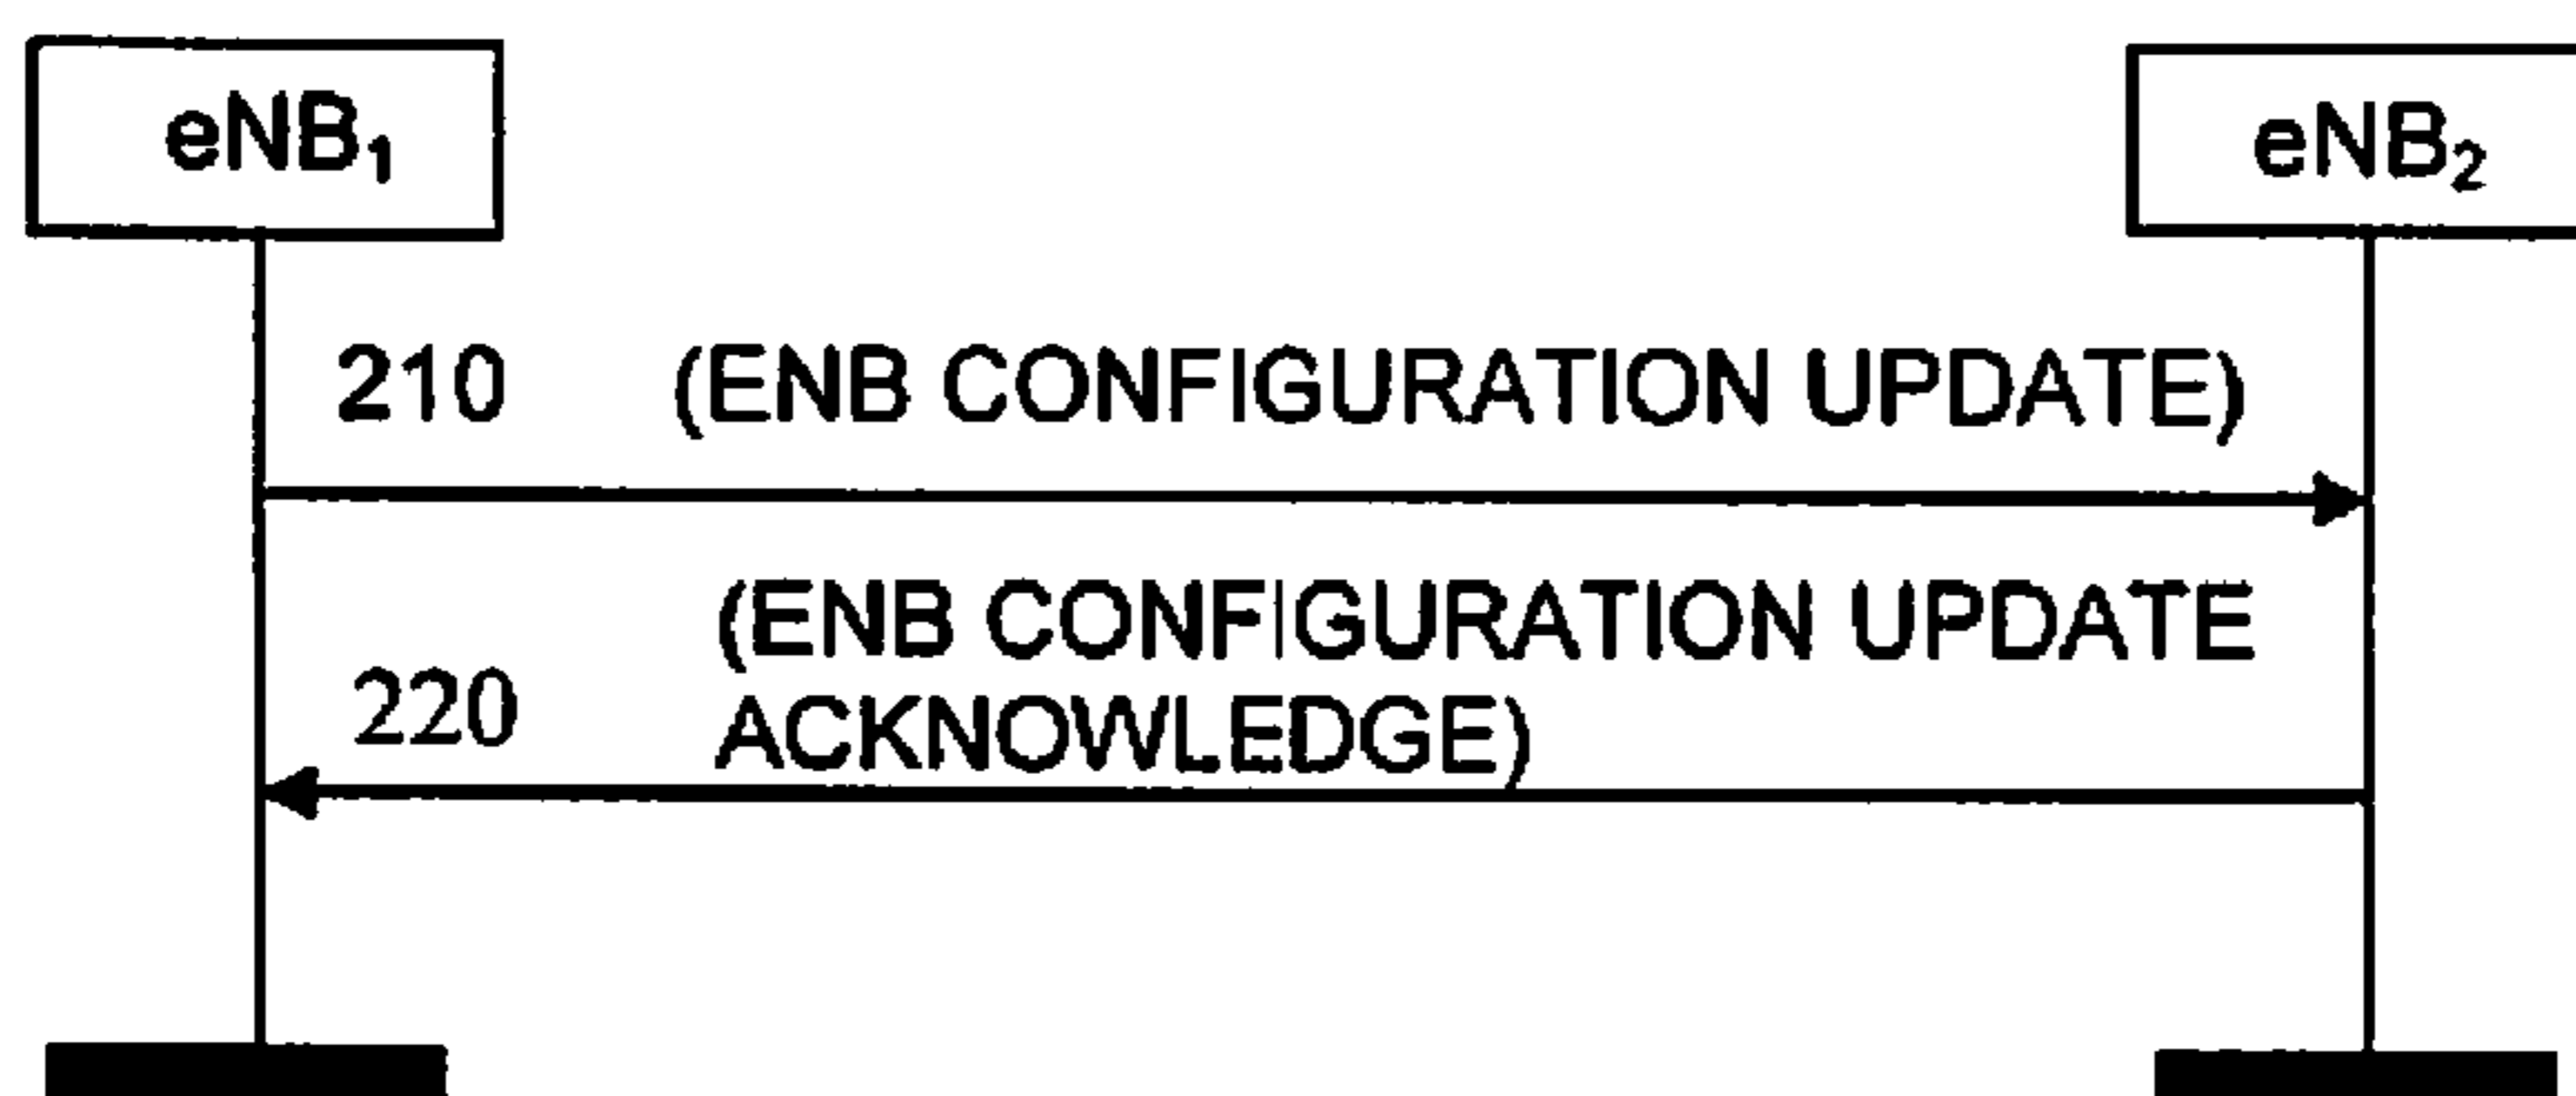 eNB₁
eNB₂
210 (ENB CONFIGURATION UPDATE)
(ENB CONFIGURATION UPDATE
220 ACKNOWLEDGE)